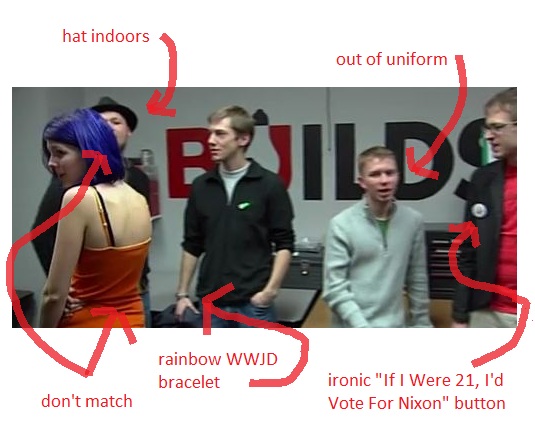 hat indoors
out of uniform
BUILDS
don't match
rainbow WWJD
bracelet
ironic "If I Were 21, I'd
Vote For Nixon" button